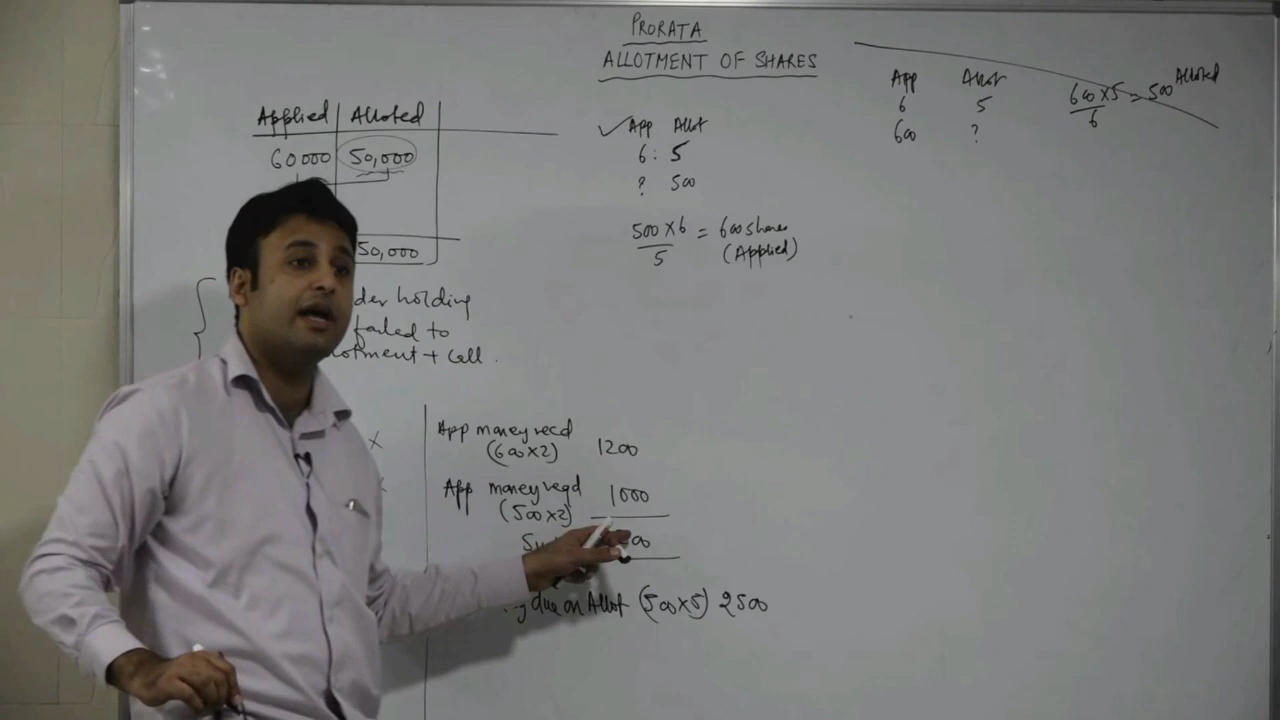 PRORATA
ALLOTMENT OF SHARES
Applied Alloted
60000 50,000
50,000
der holding
failed to
otment + Call.
App Allot
6 : 5
? 500
500 × 6 / 5 = 600 shares
(Applied)
App Allot
6 5
600 ?
600 × 5 / 6 = 500 Alloted
App money recd
(600×2) 1200
App money reqd
(500×2) 1000
00
due on Allot (500×5) 2500